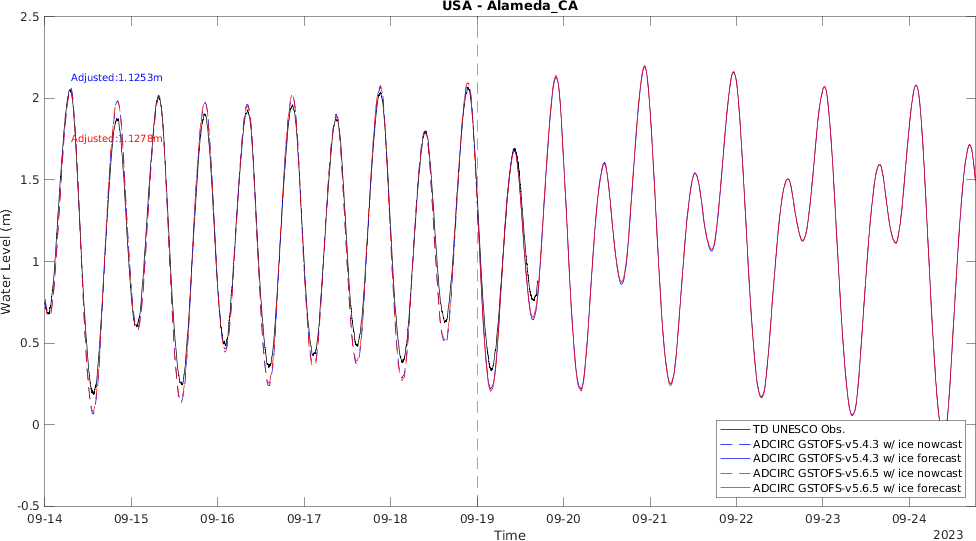 USA - Alameda_CA
2.5
2
1.5
1
0.5
0
-0.5
Water Level (m)
Adjusted:1.1253m
Adjusted:1.1278m
TD UNESCO Obs.
ADCIRC GSTOFS-v5.4.3 w/ ice nowcast
ADCIRC GSTOFS-v5.4.3 w/ ice forecast
ADCIRC GSTOFS-v5.6.5 w/ ice nowcast
ADCIRC GSTOFS-v5.6.5 w/ ice forecast
09-14 09-15 09-16 09-17 09-18 09-19 09-20 09-21 09-22 09-23 09-24
Time
2023